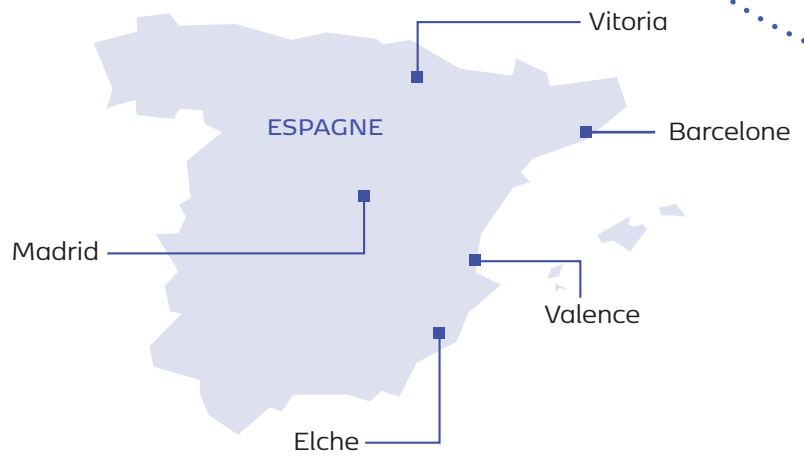 Vitoria
ESPAGNE
Barcelone
Madrid
Valence
Elche